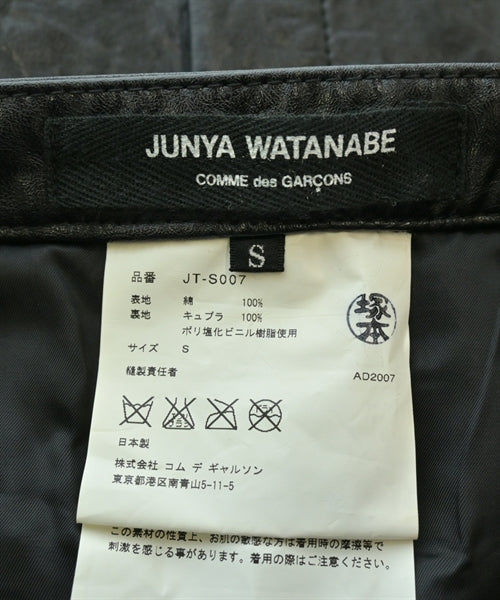 JUNYA WATANABE
COMME des GARÇONS
S
品番 JT-S007
表地 綿 100%
裏地 キュプラ 100%
ポリ塩化ビニル樹脂使用
サイズ S
縫製責任者
塚本
AD2007
日本製
株式会社 コム デ ギャルソン
東京都港区南青山5-11-5
この素材の性質上、お肌の敏感な方は着用時の摩擦等で
刺激を感じる事があります。着用の際はご注意下さい。